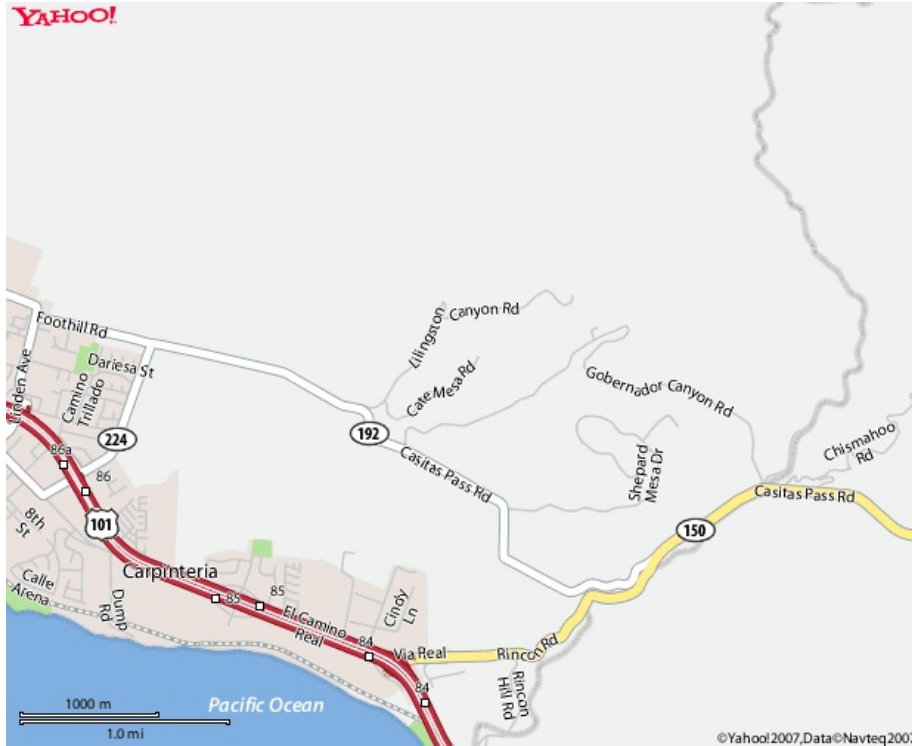 YAHOO!
Foothill Rd
Linden Ave
Dariesa St
Camino
Trillado
Lilingston
Canyon Rd
Cate Mesa Rd
Gobernador Canyon Rd
192
224
86a
86
Casitas Pass Rd
Shepard
Mesa Dr
Chismahoo
Rd
Casitas Pass Rd
150
8th
St
101
Carpinteria
Calle
Arena
Dump
Rd
85
85
El Camino
Real
Cindy
Ln
84
Via Real
Rincon Rd
84
Rincon
Hill Rd
Pacific Ocean
1000 m
1.0 mi
©Yahoo!2007,Data©Navteq2007